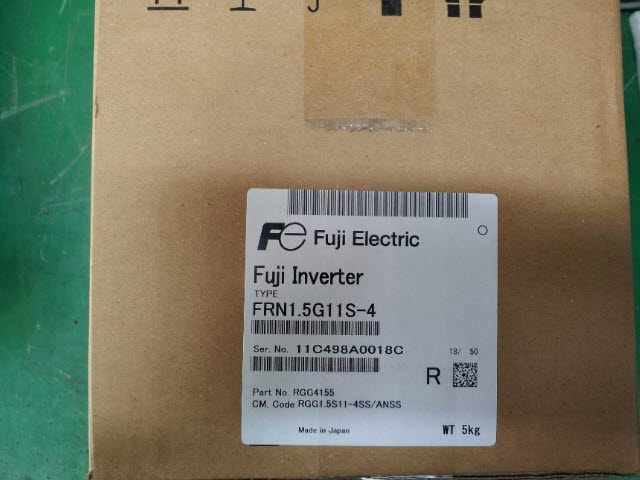 Fe Fuji Electric
Fuji Inverter
TYPE
FRN1.5G11S-4
Ser. No. 11C498A0018C
18/ 50
R
Part No. RGG4155
CM. Code RGG1.5S11-4SS/ANSS
Made in Japan
WT 5kg